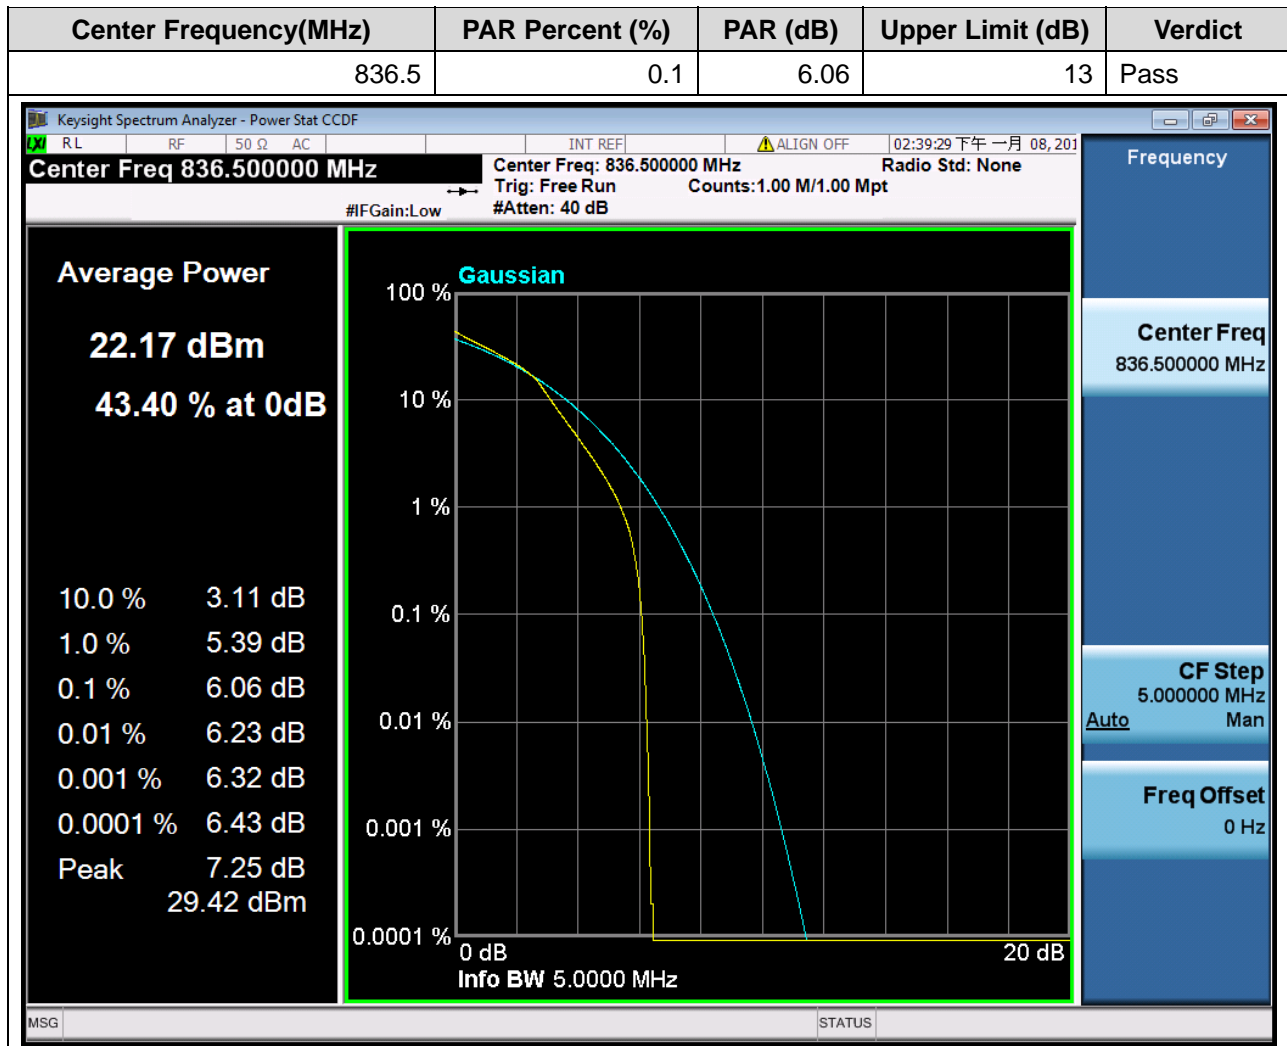 Center Frequency(MHz) PAR Percent (%) PAR (dB) Upper Limit (dB) Verdict
836.5 0.1 6.06 13 Pass
Keysight Spectrum Analyzer - Power Stat CCDF
LXI RL RF 50 Ω AC INT REF ALIGN OFF 02:39:29 下午 一月 08, 201
Center Freq 836.500000 MHz
Center Freq: 836.500000 MHz Radio Std: None
Trig: Free Run Counts:1.00 M/1.00 Mpt
#IFGain:Low #Atten: 40 dB
Average Power
22.17 dBm
43.40 % at 0dB
10.0 % 3.11 dB
1.0 % 5.39 dB
0.1 % 6.06 dB
0.01 % 6.23 dB
0.001 % 6.32 dB
0.0001 % 6.43 dB
Peak 7.25 dB
29.42 dBm
Gaussian
100 %
10 %
1 %
0.1 %
0.01 %
0.001 %
0.0001 %
0 dB 20 dB
Info BW 5.0000 MHz
Frequency
Center Freq
836.500000 MHz
CF Step
5.000000 MHz
Auto Man
Freq Offset
0 Hz
MSG STATUS